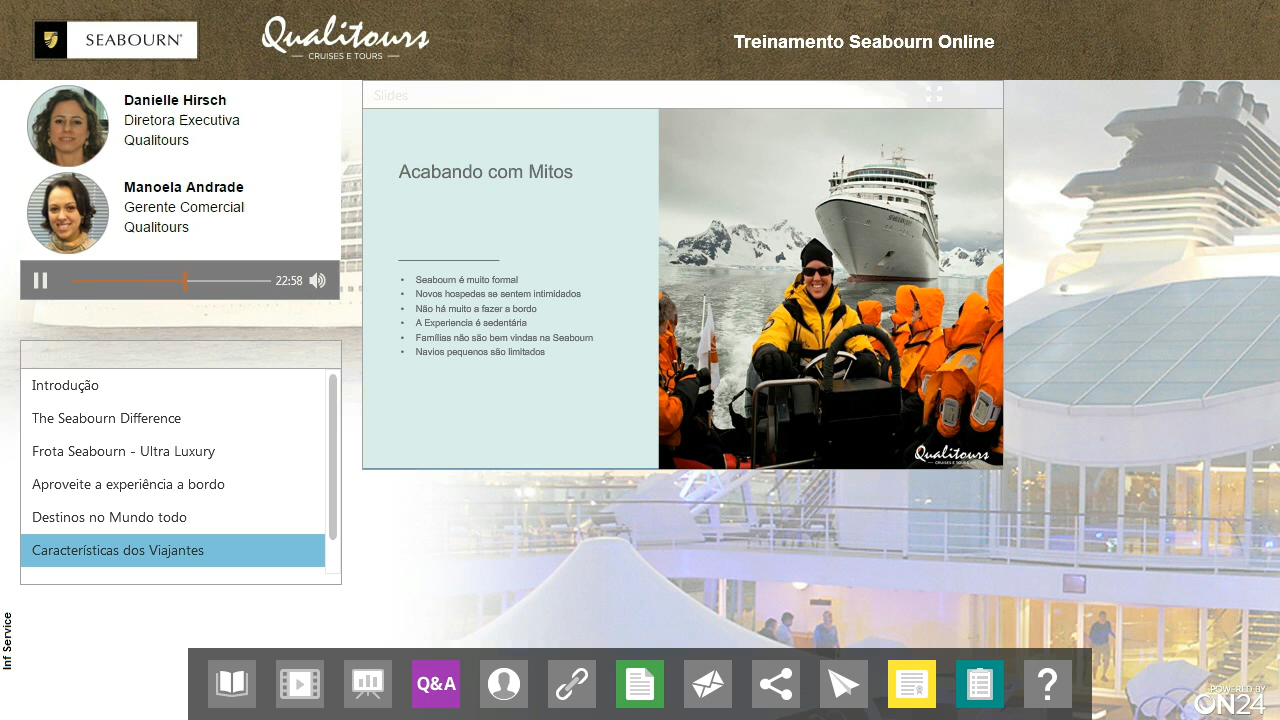 SEABOURN®
Qualitours
CRUISES E TOURS
Treinamento Seabourn Online
Danielle Hirsch
Diretora Executiva
Qualitours
Manoela Andrade
Gerente Comercial
Qualitours
22:58
Introdução
The Seabourn Difference
Frota Seabourn - Ultra Luxury
Aproveite a experiência a bordo
Destinos no Mundo todo
Características dos Viajantes
Slides
Acabando com Mitos
• Seabourn é muito formal
• Novos hospedes se sentem intimidados
• Não há muito a fazer a bordo
• A Experiencia é sedentária
• Famílias não são bem vindas na Seabourn
• Navios pequenos são limitados
Qualitours
CRUISES E TOURS
Inf Service
Q&A
?
POWERED BY
ON24